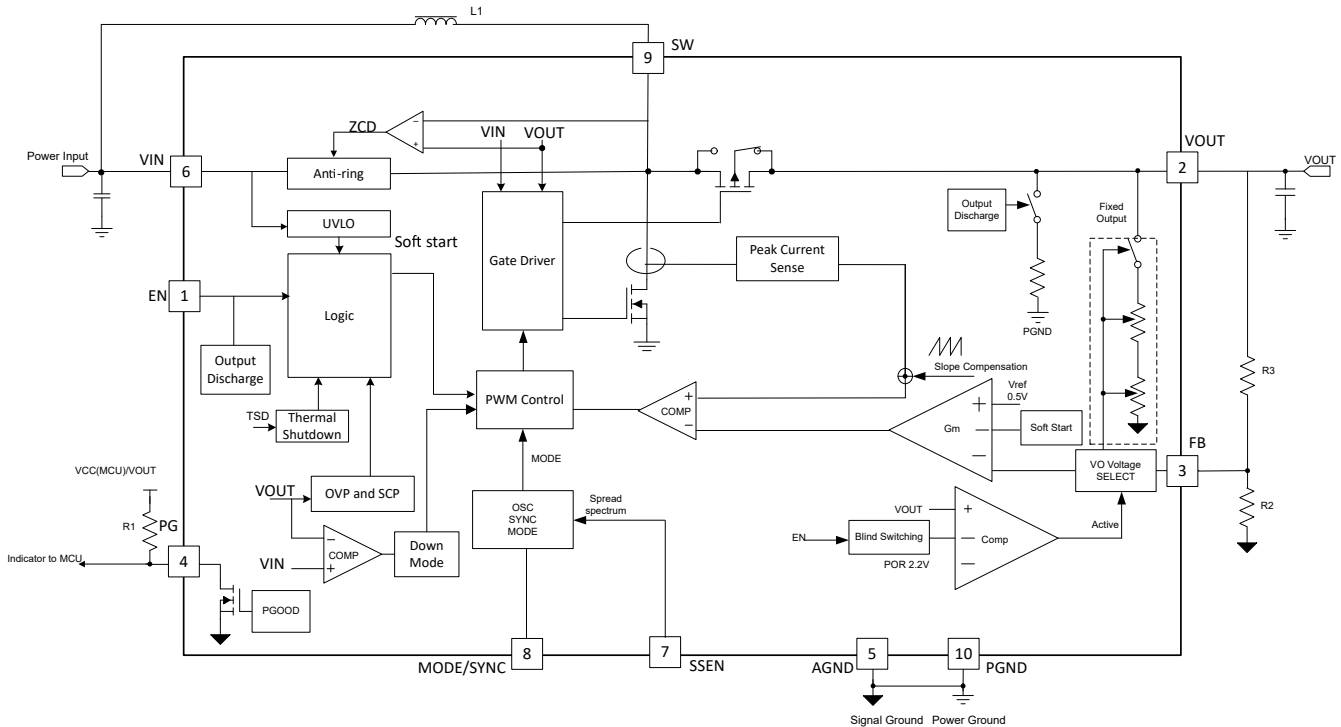 L1
9
SW
ZCD
VIN
VOUT
Power Input
VIN
6
Anti-ring
VOUT
2
VOUT
UVLO
Soft start
Gate Driver
Output
Discharge
Fixed
Output
Peak Current
Sense
EN
1
Logic
PGND
Output
Discharge
Slope Compensation
R3
TSD
Thermal
Shutdown
PWM Control
COMP
+
−
Gm
+
−
−
Vref
0.5V
Soft Start
MODE
FB
3
VO Voltage
SELECT
VCC(MCU)/VOUT
VOUT
OVP and SCP
OSC
SYNC
MODE
Spread
spectrum
R1
PG
4
Indicator to MCU
VIN
−
COMP
+
Down
Mode
VOUT
+
−
Comp
−
Active
R2
EN
Blind Switching
POR 2.2V
PGOOD
MODE/SYNC
8
7
SSEN
AGND
5
10
PGND
Signal Ground
Power Ground